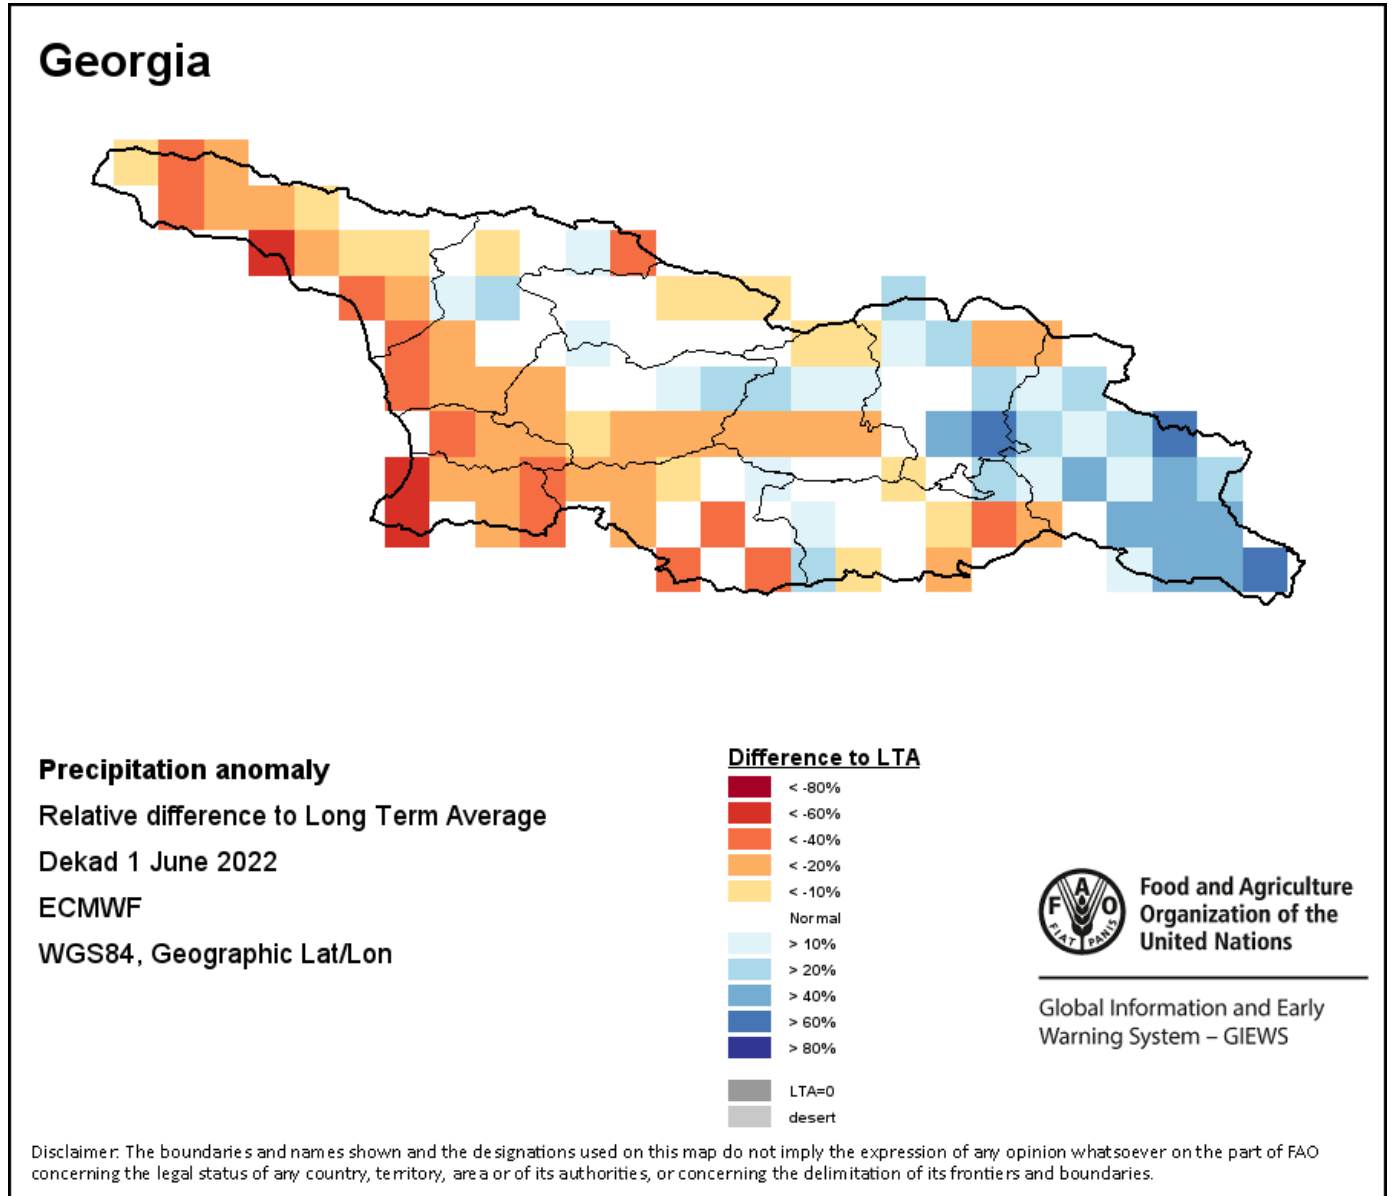 Georgia
Precipitation anomaly
Relative difference to Long Term Average
Dekad 1 June 2022
ECMWF
WGS84, Geographic Lat/Lon
Difference to LTA
< -80%
< -60%
< -40%
< -20%
< -10%
Normal
> 10%
> 20%
> 40%
> 60%
> 80%
LTA=0
desert
F A O
FIAT PANIS
Food and Agriculture
Organization of the
United Nations
Global Information and Early
Warning System – GIEWS
Disclaimer: The boundaries and names shown and the designations used on this map do not imply the expression of any opinion whatsoever on the part of FAO
concerning the legal status of any country, territory, area or of its authorities, or concerning the delimitation of its frontiers and boundaries.